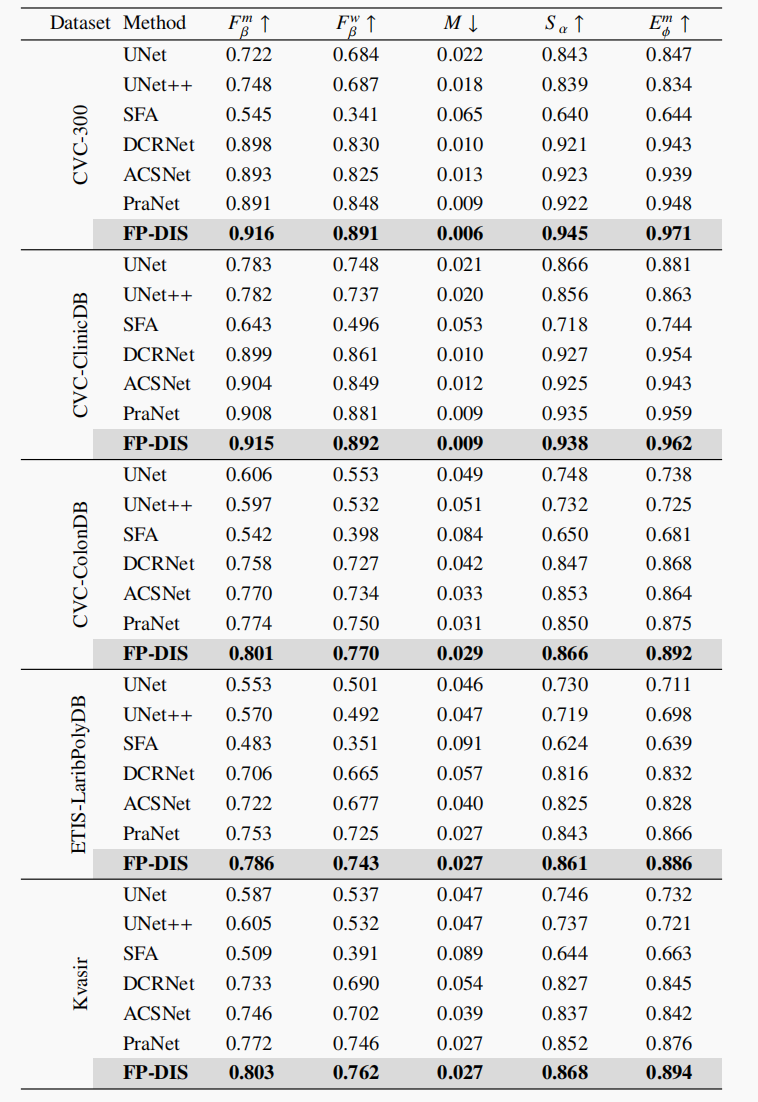 Dataset Method F_β^m ↑ F_β^w ↑ M ↓ S_α ↑ E_ϕ^m ↑
CVC-300
UNet 0.722 0.684 0.022 0.843 0.847
UNet++ 0.748 0.687 0.018 0.839 0.834
SFA 0.545 0.341 0.065 0.640 0.644
DCRNet 0.898 0.830 0.010 0.921 0.943
ACSNet 0.893 0.825 0.013 0.923 0.939
PraNet 0.891 0.848 0.009 0.922 0.948
FP-DIS 0.916 0.891 0.006 0.945 0.971
CVC-ClinicDB
UNet 0.783 0.748 0.021 0.866 0.881
UNet++ 0.782 0.737 0.020 0.856 0.863
SFA 0.643 0.496 0.053 0.718 0.744
DCRNet 0.899 0.861 0.010 0.927 0.954
ACSNet 0.904 0.849 0.012 0.925 0.943
PraNet 0.908 0.881 0.009 0.935 0.959
FP-DIS 0.915 0.892 0.009 0.938 0.962
CVC-ColonDB
UNet 0.606 0.553 0.049 0.748 0.738
UNet++ 0.597 0.532 0.051 0.732 0.725
SFA 0.542 0.398 0.084 0.650 0.681
DCRNet 0.758 0.727 0.042 0.847 0.868
ACSNet 0.770 0.734 0.033 0.853 0.864
PraNet 0.774 0.750 0.031 0.850 0.875
FP-DIS 0.801 0.770 0.029 0.866 0.892
ETIS-LaribPolyDB
UNet 0.553 0.501 0.046 0.730 0.711
UNet++ 0.570 0.492 0.047 0.719 0.698
SFA 0.483 0.351 0.091 0.624 0.639
DCRNet 0.706 0.665 0.057 0.816 0.832
ACSNet 0.722 0.677 0.040 0.825 0.828
PraNet 0.753 0.725 0.027 0.843 0.866
FP-DIS 0.786 0.743 0.027 0.861 0.886
Kvasir
UNet 0.587 0.537 0.047 0.746 0.732
UNet++ 0.605 0.532 0.047 0.737 0.721
SFA 0.509 0.391 0.089 0.644 0.663
DCRNet 0.733 0.690 0.054 0.827 0.845
ACSNet 0.746 0.702 0.039 0.837 0.842
PraNet 0.772 0.746 0.027 0.852 0.876
FP-DIS 0.803 0.762 0.027 0.868 0.894